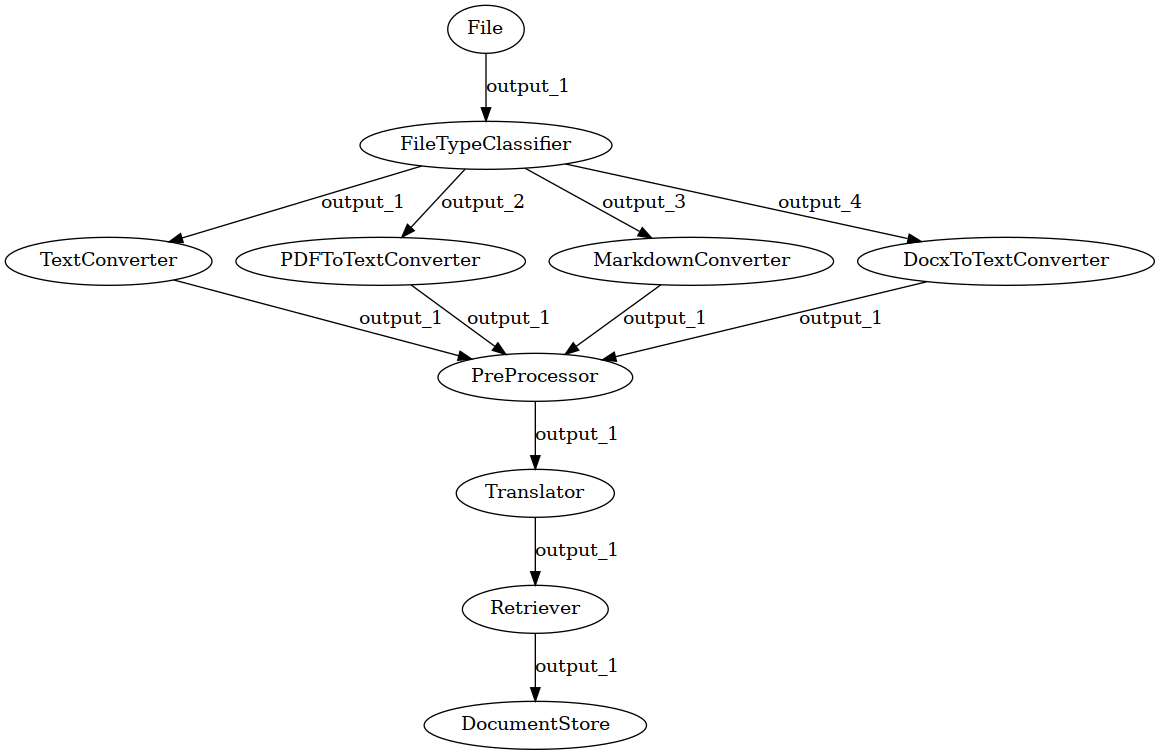 File
output_1
FileTypeClassifier
output_1
output_2
output_3
output_4
TextConverter
PDFToTextConverter
MarkdownConverter
DocxToTextConverter
output_1
output_1
output_1
output_1
PreProcessor
output_1
Translator
output_1
Retriever
output_1
DocumentStore